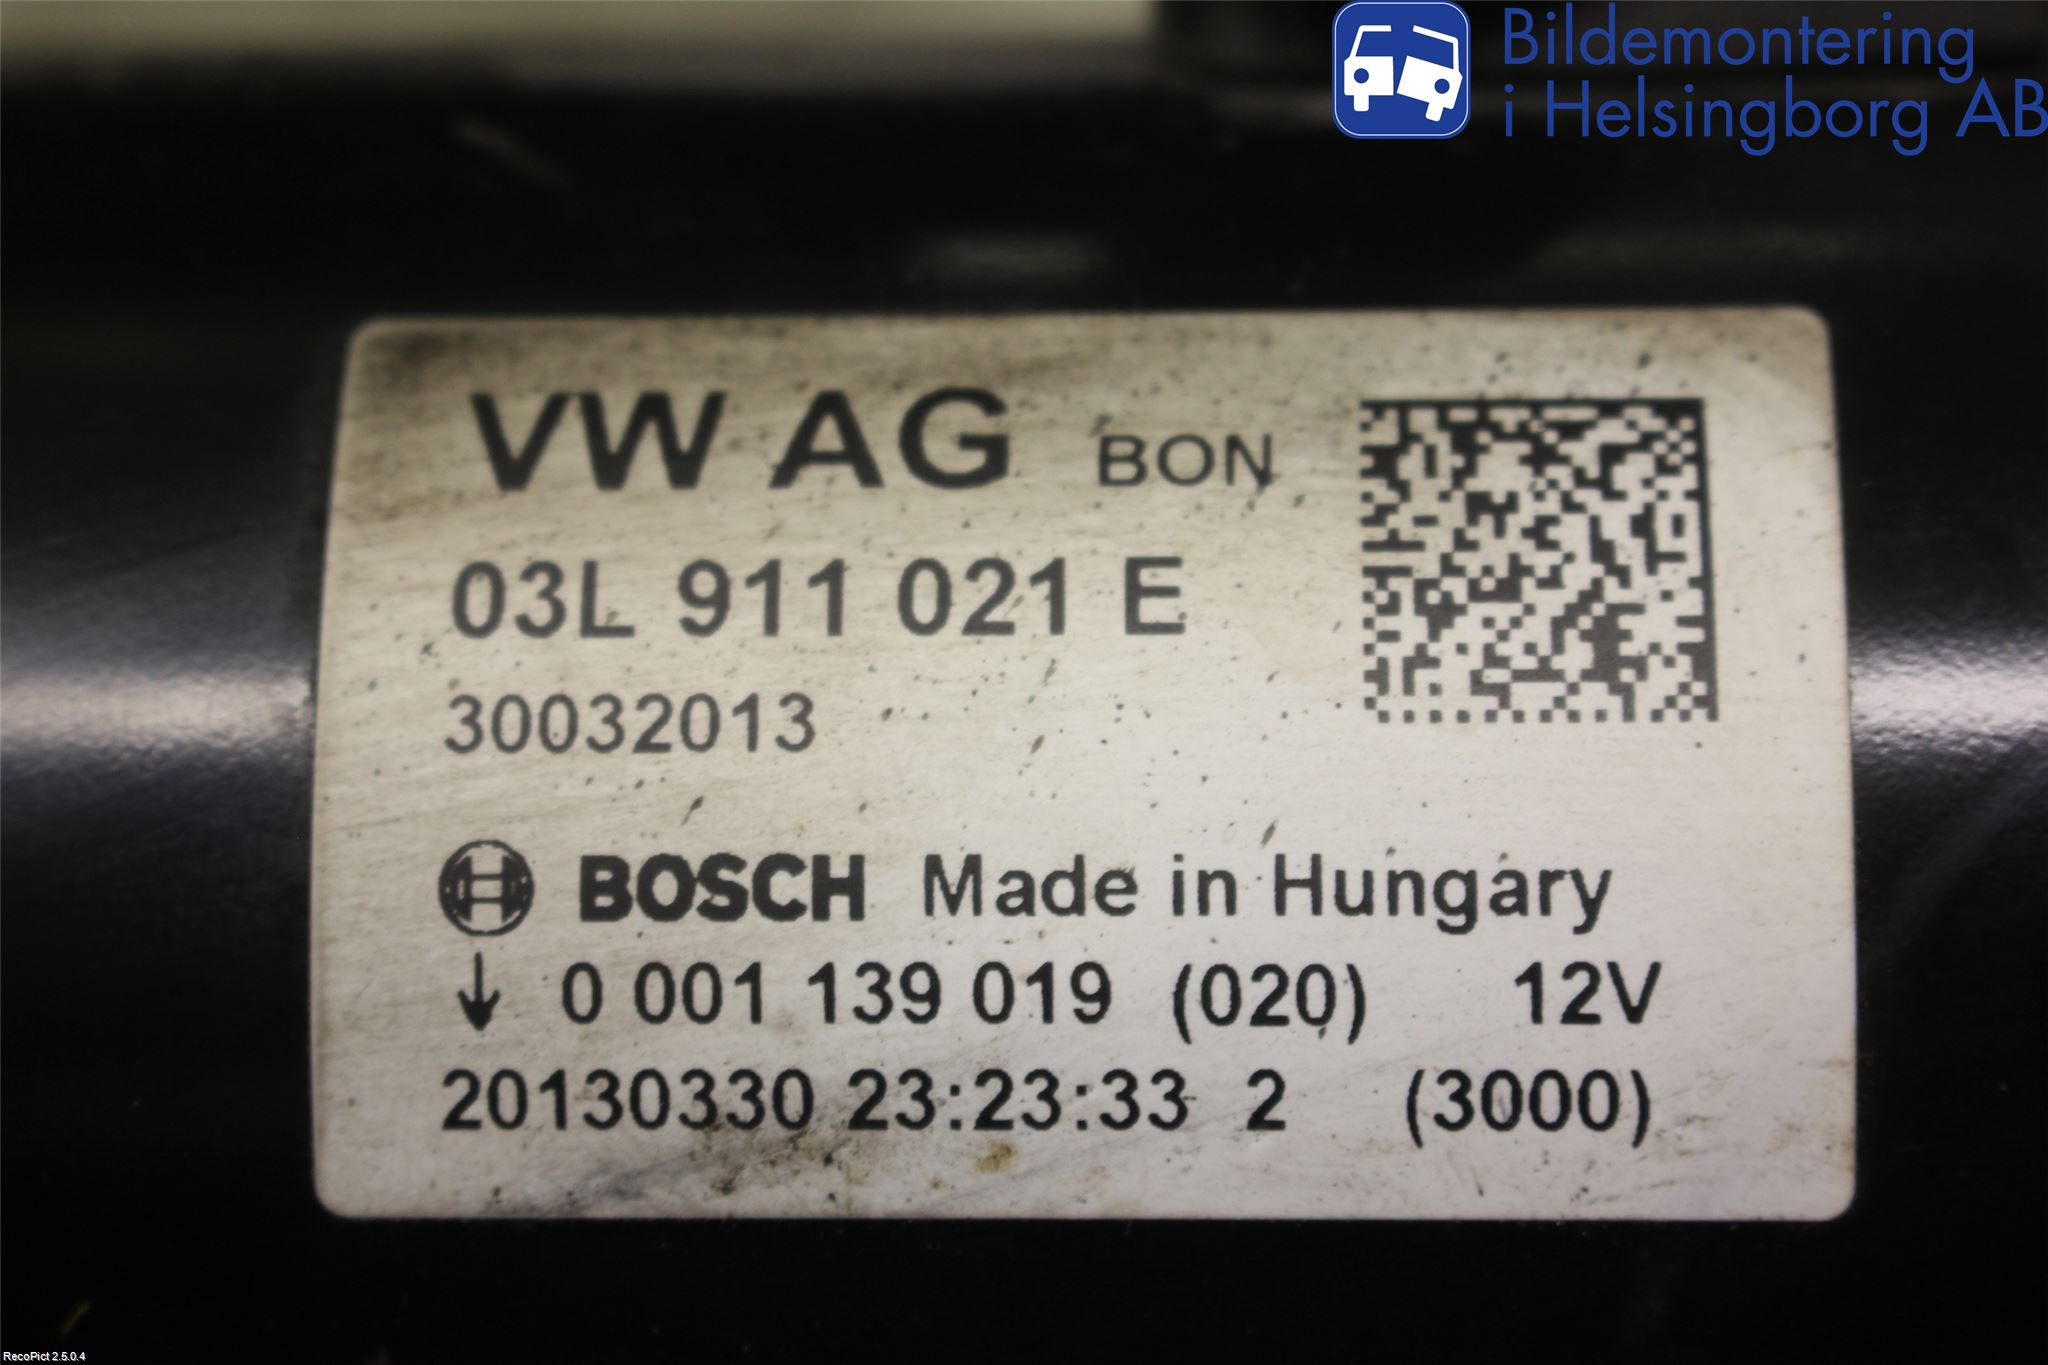 Bildemontering
i Helsingborg AB
VW AG BON
03L 911 021 E
30032013
BOSCH Made in Hungary
↓ 0 001 139 019 (020) 12V
20130330 23:23:33 2 (3000)
RecoPict 2.5.0.4